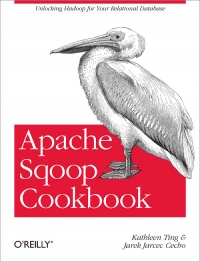 Unlocking Hadoop for Your Relational Database
Apache
Sqoop
Cookbook
O'REILLY®
Kathleen Ting &
Jarek Jarcec Cecho